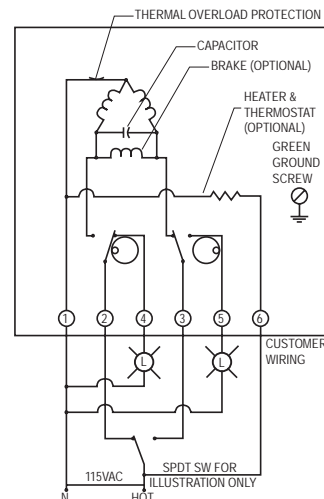 THERMAL OVERLOAD PROTECTION
CAPACITOR
BRAKE (OPTIONAL)
HEATER &
THERMOSTAT
(OPTIONAL)
GREEN
GROUND
SCREW
1 2 4 3 5 6
CUSTOMER
WIRING
L L
115VAC
SPDT SW FOR
ILLUSTRATION ONLY
N HOT